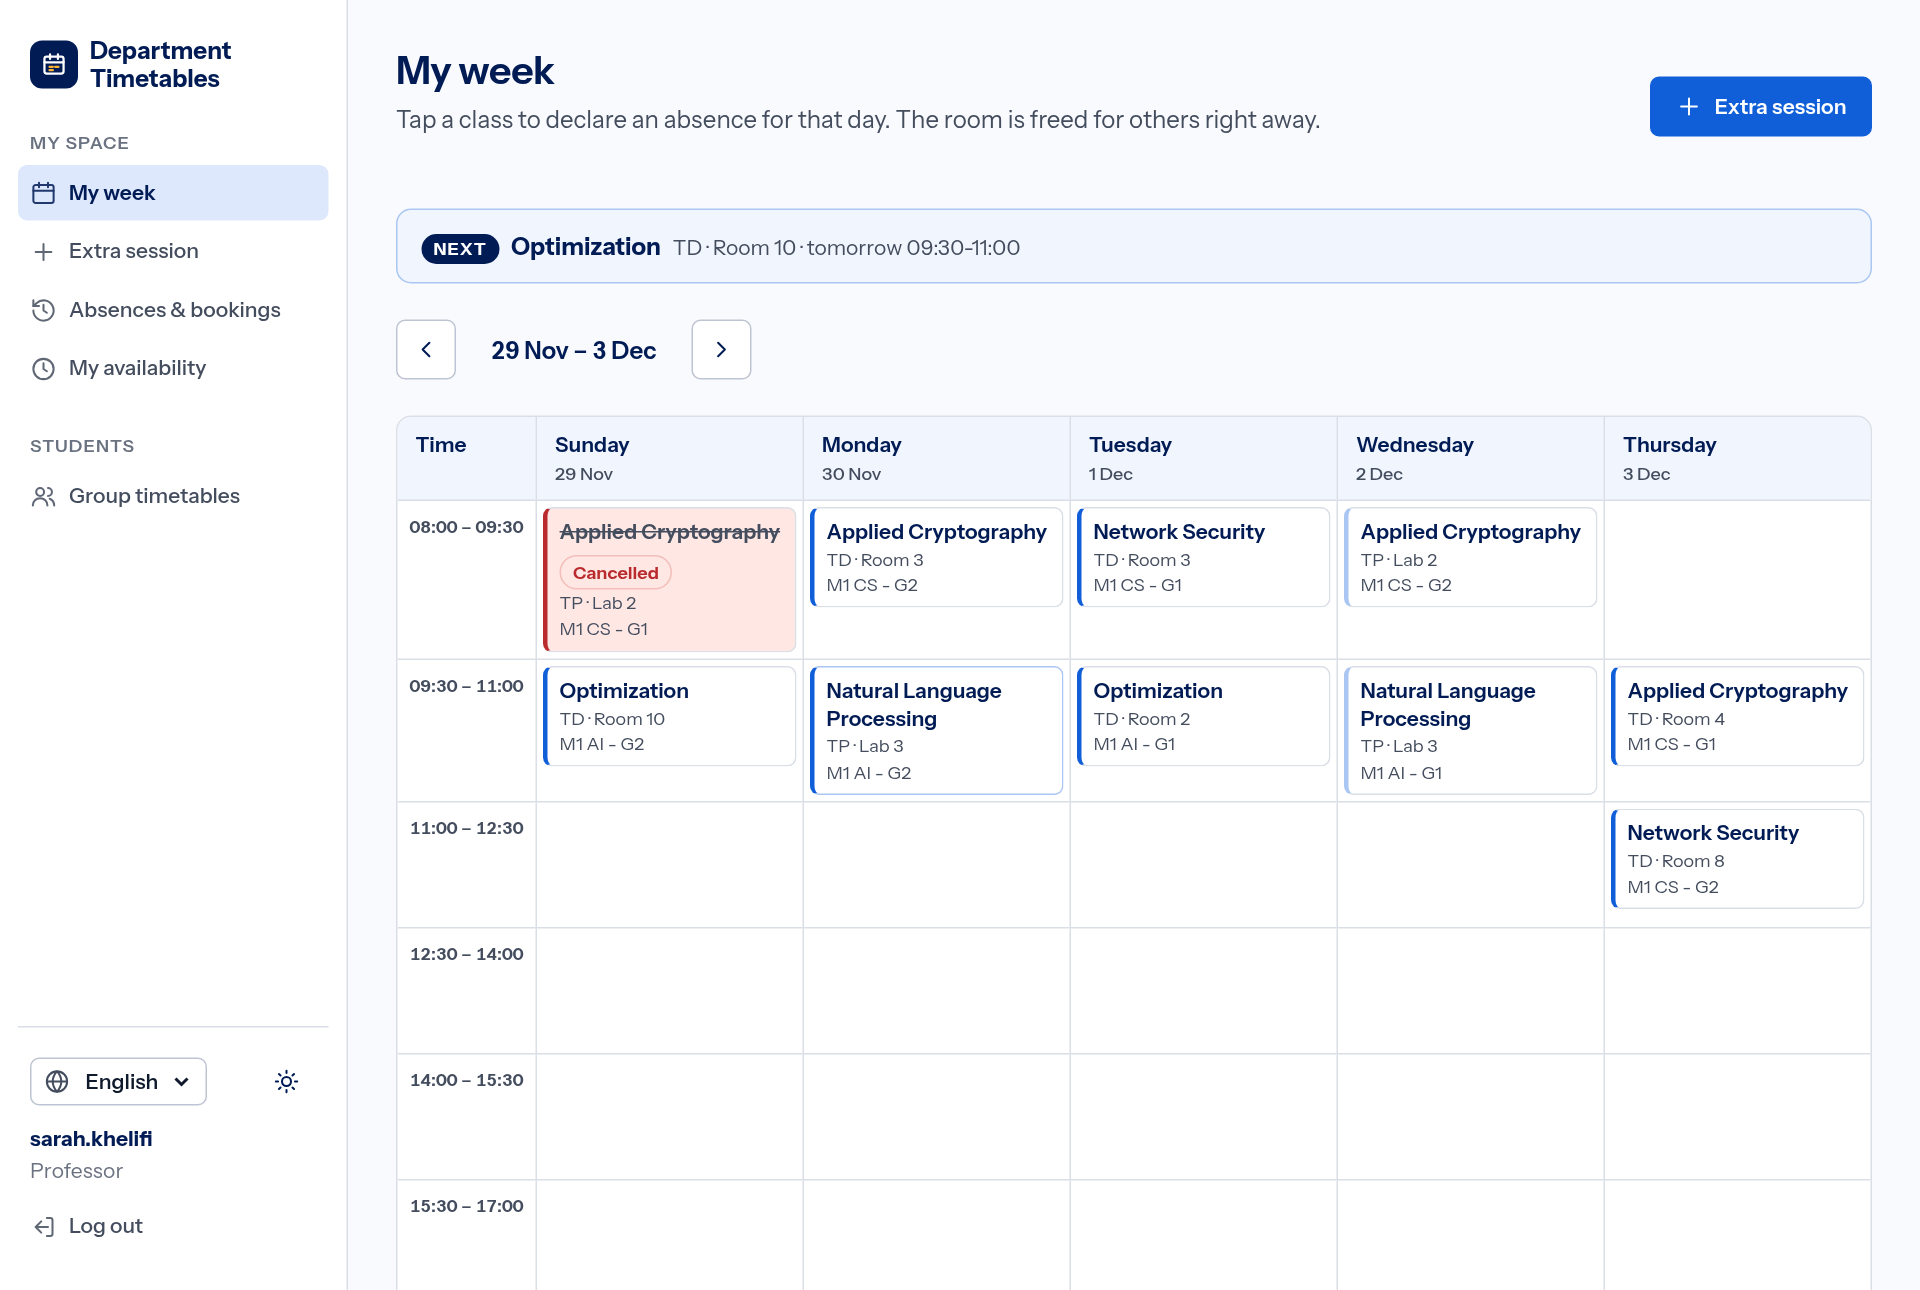 Department
Timetables
MY SPACE
My week
Extra session
Absences & bookings
My availability
STUDENTS
Group timetables
English
sarah.khelifi
Professor
Log out
My week
Tap a class to declare an absence for that day. The room is freed for others right away.
Extra session
NEXT Optimization TD · Room 10 · tomorrow 09:30-11:00
29 Nov – 3 Dec
Time
Sunday
29 Nov
Monday
30 Nov
Tuesday
1 Dec
Wednesday
2 Dec
Thursday
3 Dec
08:00 – 09:30
Applied Cryptography
Cancelled
TP · Lab 2
M1 CS - G1
Applied Cryptography
TD · Room 3
M1 CS - G2
Network Security
TD · Room 3
M1 CS - G1
Applied Cryptography
TP · Lab 2
M1 CS - G2
09:30 – 11:00
Optimization
TD · Room 10
M1 AI - G2
Natural Language
Processing
TP · Lab 3
M1 AI - G2
Optimization
TD · Room 2
M1 AI - G1
Natural Language
Processing
TP · Lab 3
M1 AI - G1
Applied Cryptography
TD · Room 4
M1 CS - G1
11:00 – 12:30
Network Security
TD · Room 8
M1 CS - G2
12:30 – 14:00
14:00 – 15:30
15:30 – 17:00